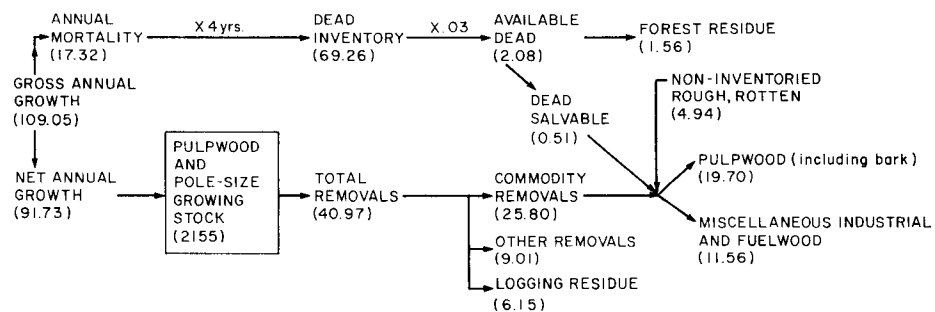 ANNUAL
MORTALITY
(17.32)
X 4 yrs.
DEAD
INVENTORY
(69.26)
X .03
AVAILABLE
DEAD
(2.08)
FOREST RESIDUE
(1.56)
GROSS ANNUAL
GROWTH
(109.05)
DEAD
SALVABLE
(0.51)
NON-INVENTORIED
ROUGH, ROTTEN
(4.94)
NET ANNUAL
GROWTH
(91.73)
PULPWOOD
AND
POLE-SIZE
GROWING
STOCK
(2155)
TOTAL
REMOVALS
(40.97)
COMMODITY
REMOVALS
(25.80)
PULPWOOD (including bark)
(19.70)
MISCELLANEOUS INDUSTRIAL
AND FUELWOOD
(11.56)
OTHER REMOVALS
(9.01)
LOGGING RESIDUE
(6.15)